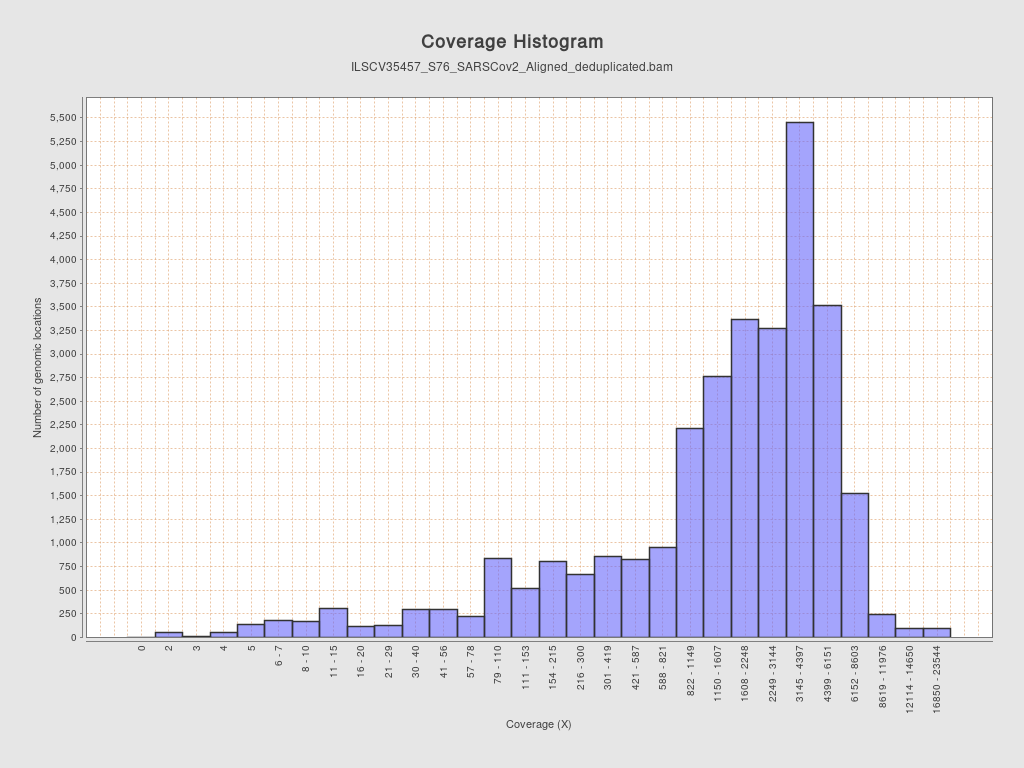 Coverage Histogram
ILSCV35457_S76_SARSCov2_Aligned_deduplicated.bam
Number of genomic locations
5,500
5,250
5,000
4,750
4,500
4,250
4,000
3,750
3,500
3,250
3,000
2,750
2,500
2,250
2,000
1,750
1,500
1,250
1,000
750
500
250
0
0
2
3
4
5
6 - 7
8 - 10
11 - 15
16 - 20
21 - 29
30 - 40
41 - 56
57 - 78
79 - 110
111 - 153
154 - 215
216 - 300
301 - 419
421 - 587
588 - 821
822 - 1149
1150 - 1607
1608 - 2248
2249 - 3144
3145 - 4397
4399 - 6151
6152 - 8603
8619 - 11976
12114 - 14650
16850 - 23544
Coverage (X)